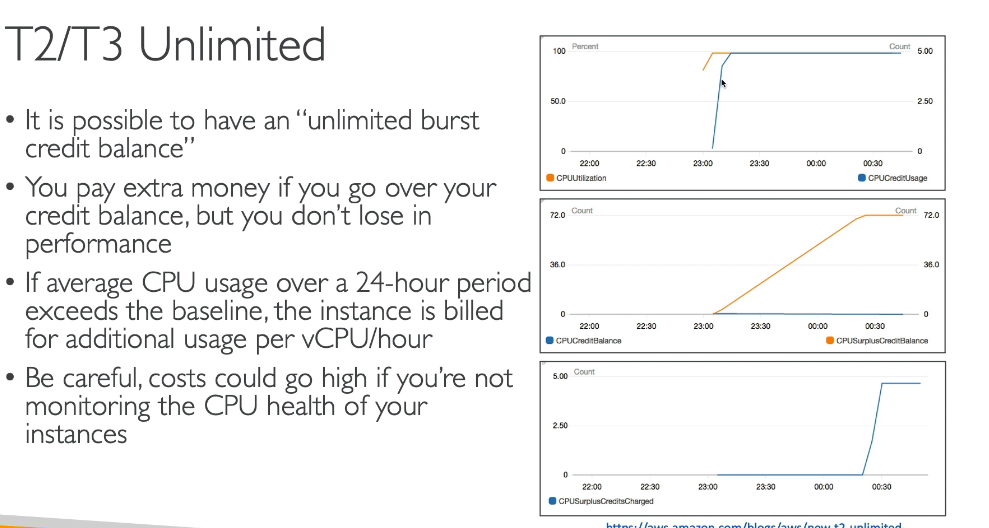 T2/T3 Unlimited
• It is possible to have an “unlimited burst
credit balance”
• You pay extra money if you go over your
credit balance, but you don’t lose in
performance
• If average CPU usage over a 24-hour period
exceeds the baseline, the instance is billed
for additional usage per vCPU/hour
• Be careful, costs could go high if you’re not
monitoring the CPU health of your
instances
Percent Count
100 5.00
50.0 2.50
0 0
22:00 22:30 23:00 23:30 00:00 00:30
CPUUtilization CPUCreditUsage
Count Count
72.0 72.0
36.0 36.0
0 0
22:00 22:30 23:00 23:30 00:00 00:30
CPUCreditBalance CPUSurplusCreditBalance
Count
5.00
2.50
0
22:00 22:30 23:00 23:30 00:00 00:30
CPUSurplusCreditsCharged
https://aws.amazon.com/blogs/aws/new-t2-unlimited